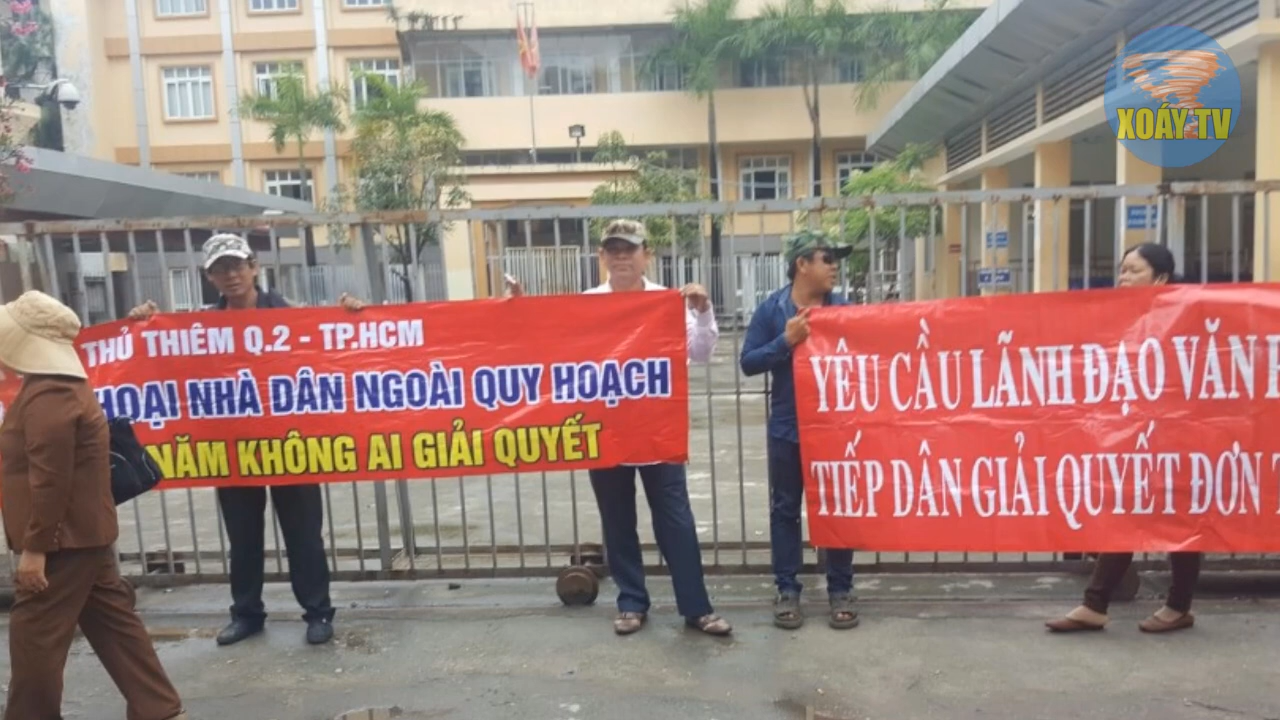 XOÁY TV
THỦ THIÊM Q.2 - TP.HCM
NHÀ DÂN NGOÀI QUY HOẠCH
NĂM KHÔNG AI GIẢI QUYẾT
YÊU CẦU LÃNH ĐẠO VĂN
TIẾP DÂN GIẢI QUYẾT ĐƠN